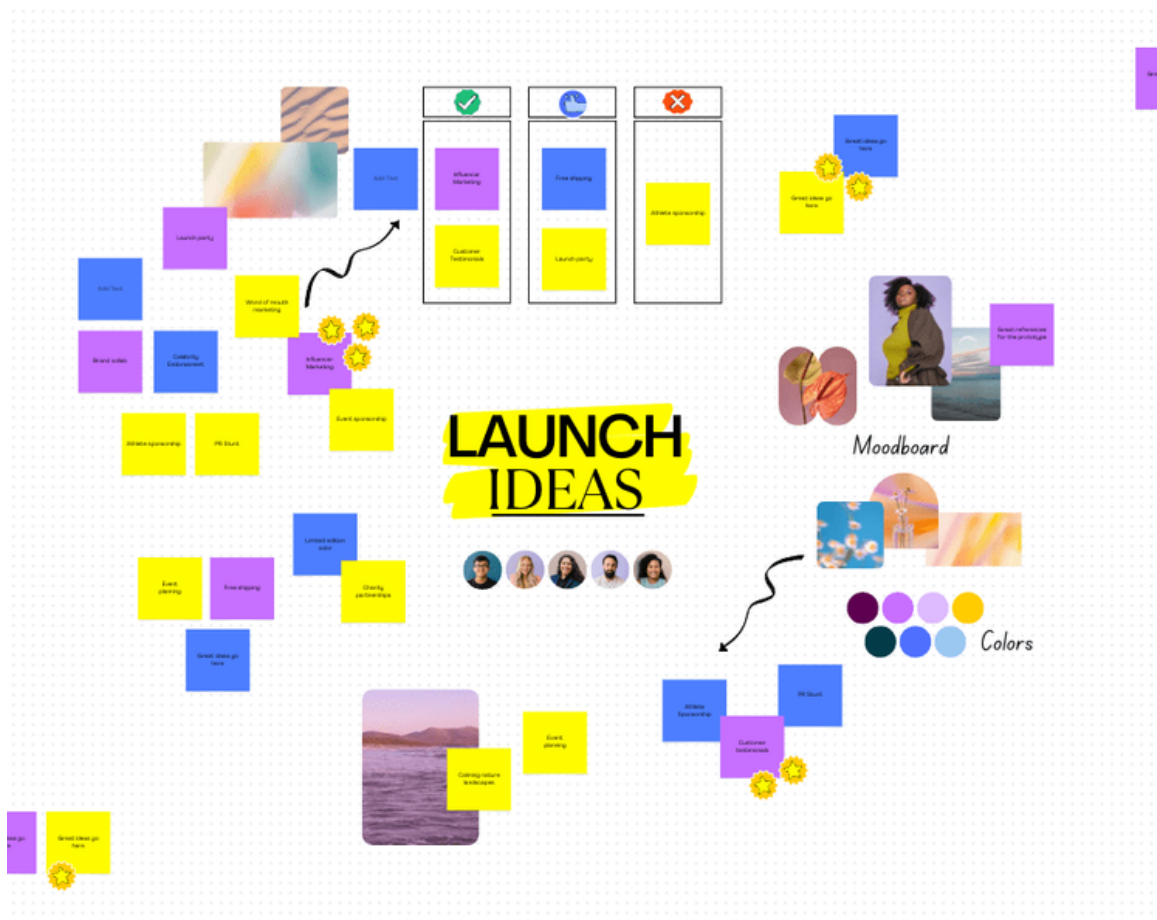 Add Text
Influencer
Marketing
Free shipping
Athlete sponsorship
Customer
Testimonials
Launch party
Great ideas go
here
Great ideas go
here
Launch party
Add Text
Word of mouth
marketing
Brand collab
Celebrity
Endorsement
Influencer
Marketing
Event sponsorship
Athlete sponsorship
PR Stunt
Great references
for the prototype
Moodboard
LAUNCH
IDEAS
Limited edition
color
Event
planning
Free shipping
Charity
partnerships
Great ideas go
here
Colors
Athlete
Sponsorship
PR Stunt
Customer
testimonials
Event
planning
Calming nature
landscapes
ideas go
Great ideas go
here